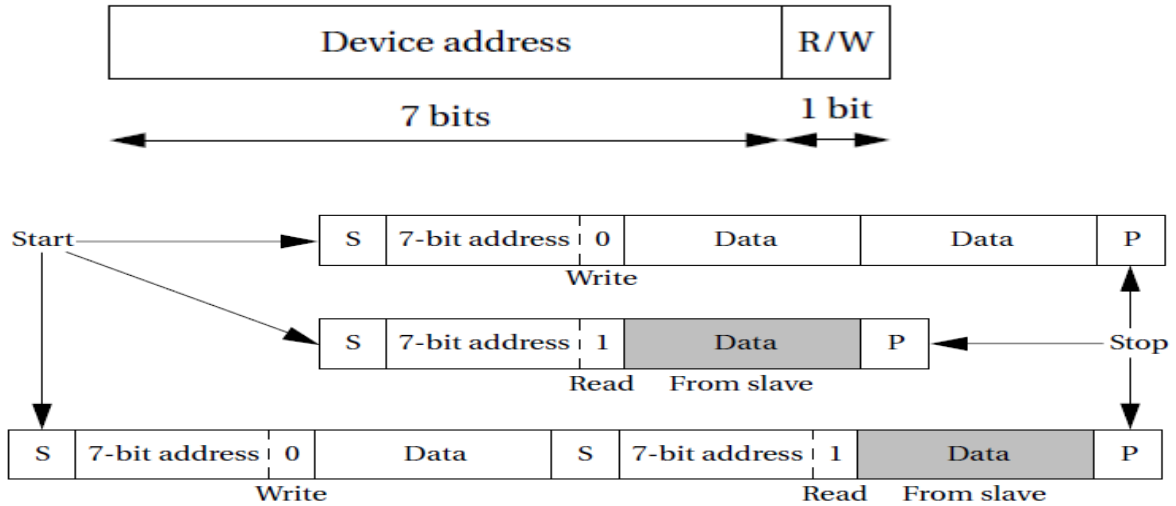 Device address R/W
7 bits 1 bit
Start S 7-bit address 0 Data Data P
Write
S 7-bit address 1 Data P Stop
Read From slave
S 7-bit address 0 Data S 7-bit address 1 Data P
Write Read From slave